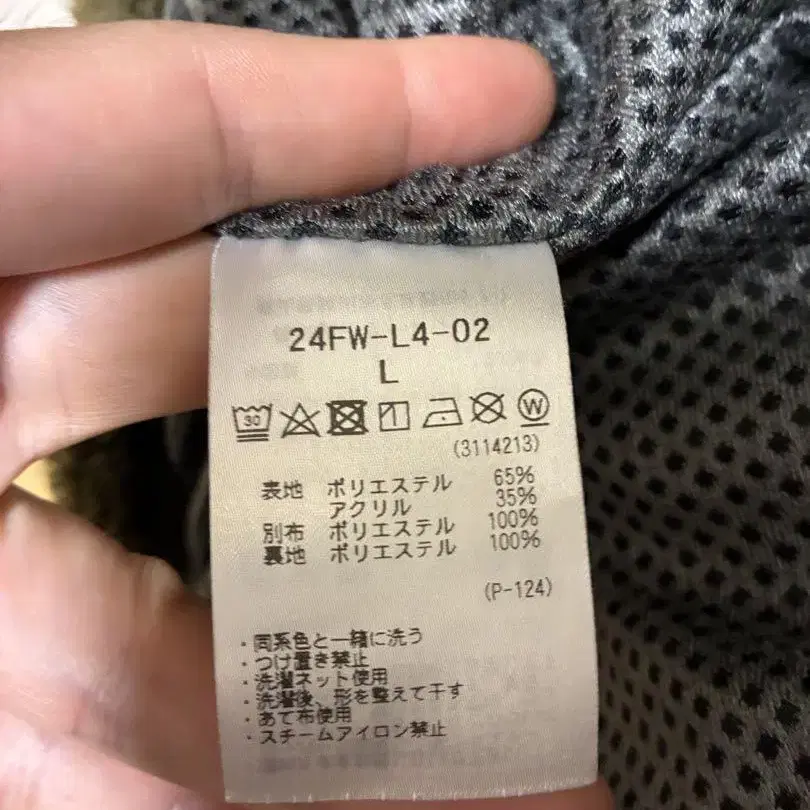 24FW-L4-02
L
30 W
(3114213)
表地 ポリエステル 65%
アクリル 35%
別布 ポリエステル 100%
裏地 ポリエステル 100%
(P-124)
・同系色と一緒に洗う
・つけ置き禁止
・洗濯ネット使用
・洗濯後、形を整えて干す
・あて布使用
・スチームアイロン禁止